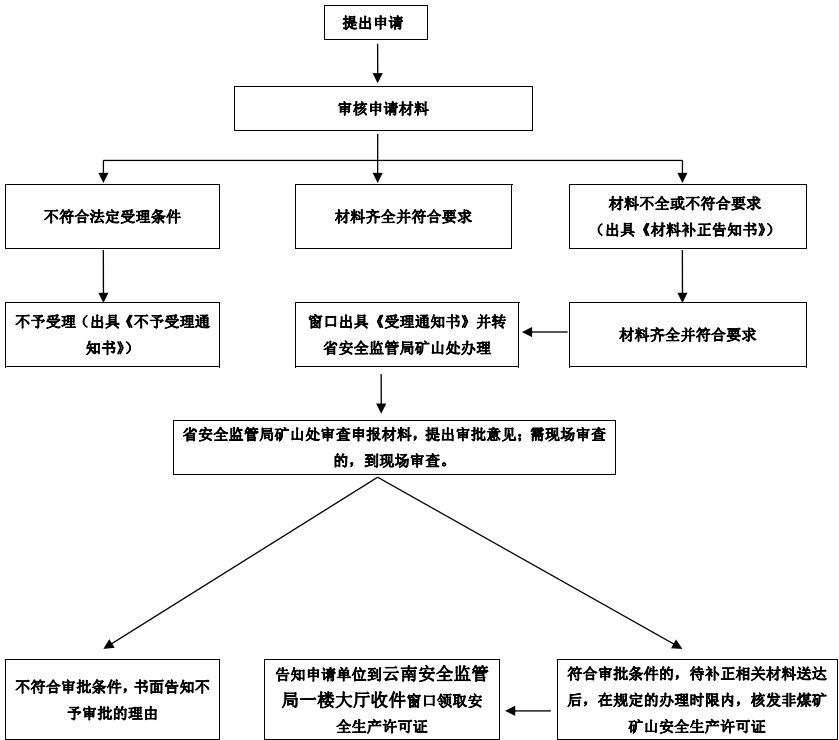 提出申请
审核申请材料
不符合法定受理条件
材料齐全并符合要求
材料不全或不符合要求
（出具《材料补正告知书》）
不予受理（出具《不予受理通
知书》）
窗口出具《受理通知书》并转
省安全监管局矿山处办理
材料齐全并符合要求
省安全监管局矿山处审查申报材料，提出审批意见；需现场审查
的，到现场审查。
不符合审批条件，书面告知不
予审批的理由
告知申请单位到云南安全监管
局一楼大厅收件窗口领取安
全生产许可证
符合审批条件的，待补正相关材料送达
后，在规定的办理时限内，核发非煤矿
矿山安全生产许可证